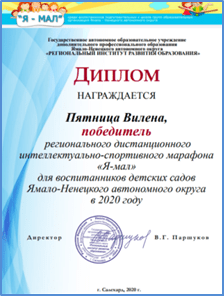 "Я - МАЛ"
Государственное автономное образовательное учреждение
дополнительного профессионального образования
Ямало-Ненецкого автономного округа
«РЕГИОНАЛЬНЫЙ ИНСТИТУТ РАЗВИТИЯ ОБРАЗОВАНИЯ»
ДИПЛОМ
НАГРАЖДАЕТСЯ
Пятница Вилена,
победитель
регионального дистанционного
интеллектуально-спортивного марафона
«Я-мал»
для воспитанников детских садов
Ямало-Ненецкого автономного округа
в 2020 году
Директор В.Г. Паршуков
г. Салехард, 2020 г.